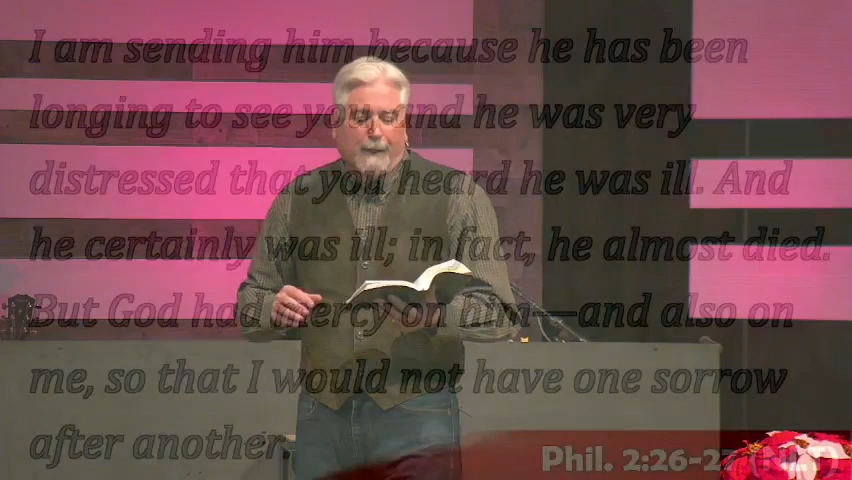 I am sending him because he has been
longing to see you, and he was very
distressed that you heard he was ill. And
he certainly was ill; in fact, he almost died.
But God had mercy on him—and also on
me, so that I would not have one sorrow
after another.
Phil. 2:26-27 (NLT)